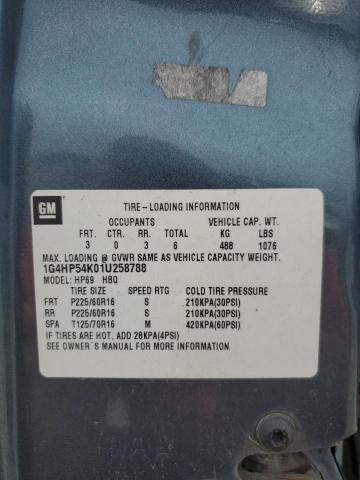 GM
TIRE-LOADING INFORMATION
OCCUPANTS VEHICLE CAP. WT.
FRT. CTR. RR. TOTAL KG LBS
3 0 3 6 488 1076
MAX. LOADING @ GVWR SAME AS VEHICLE CAPACITY WEIGHT.
1G4HP54K01U258788
MODEL: HP69 HBQ
TIRE SIZE SPEED RTG COLD TIRE PRESSURE
FRT P225/60R16 S 210KPA(30PSI)
RR P225/60R16 S 210KPA(30PSI)
SPA T125/70R16 M 420KPA(60PSI)
IF TIRES ARE HOT, ADD 28KPA(4PSI)
SEE OWNER'S MANUAL FOR MORE INFORMATION